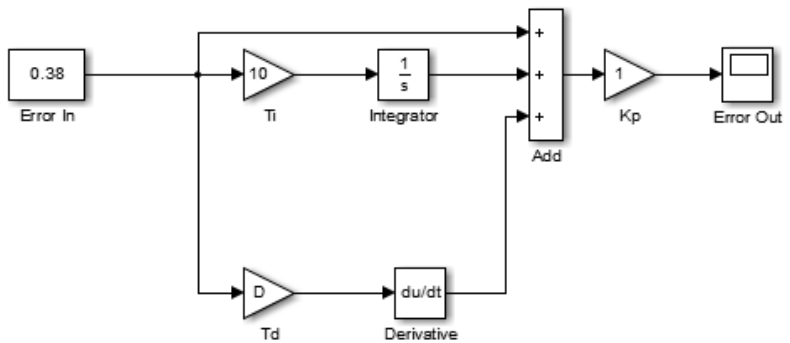 +
0.38
10
1
s
+
1
Error In
Ti
Integrator
+
Kp
Error Out
Add
D
du/dt
Td
Derivative